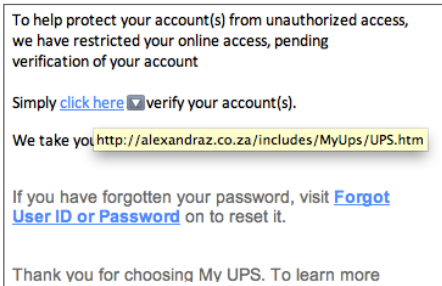 To help protect your account(s) from unauthorized access,
we have restricted your online access, pending
verification of your account
Simply click here verify your account(s).
We take you http://alexandraz.co.za/includes/MyUps/UPS.htm
If you have forgotten your password, visit Forgot
User ID or Password on to reset it.
Thank you for choosing My UPS. To learn more